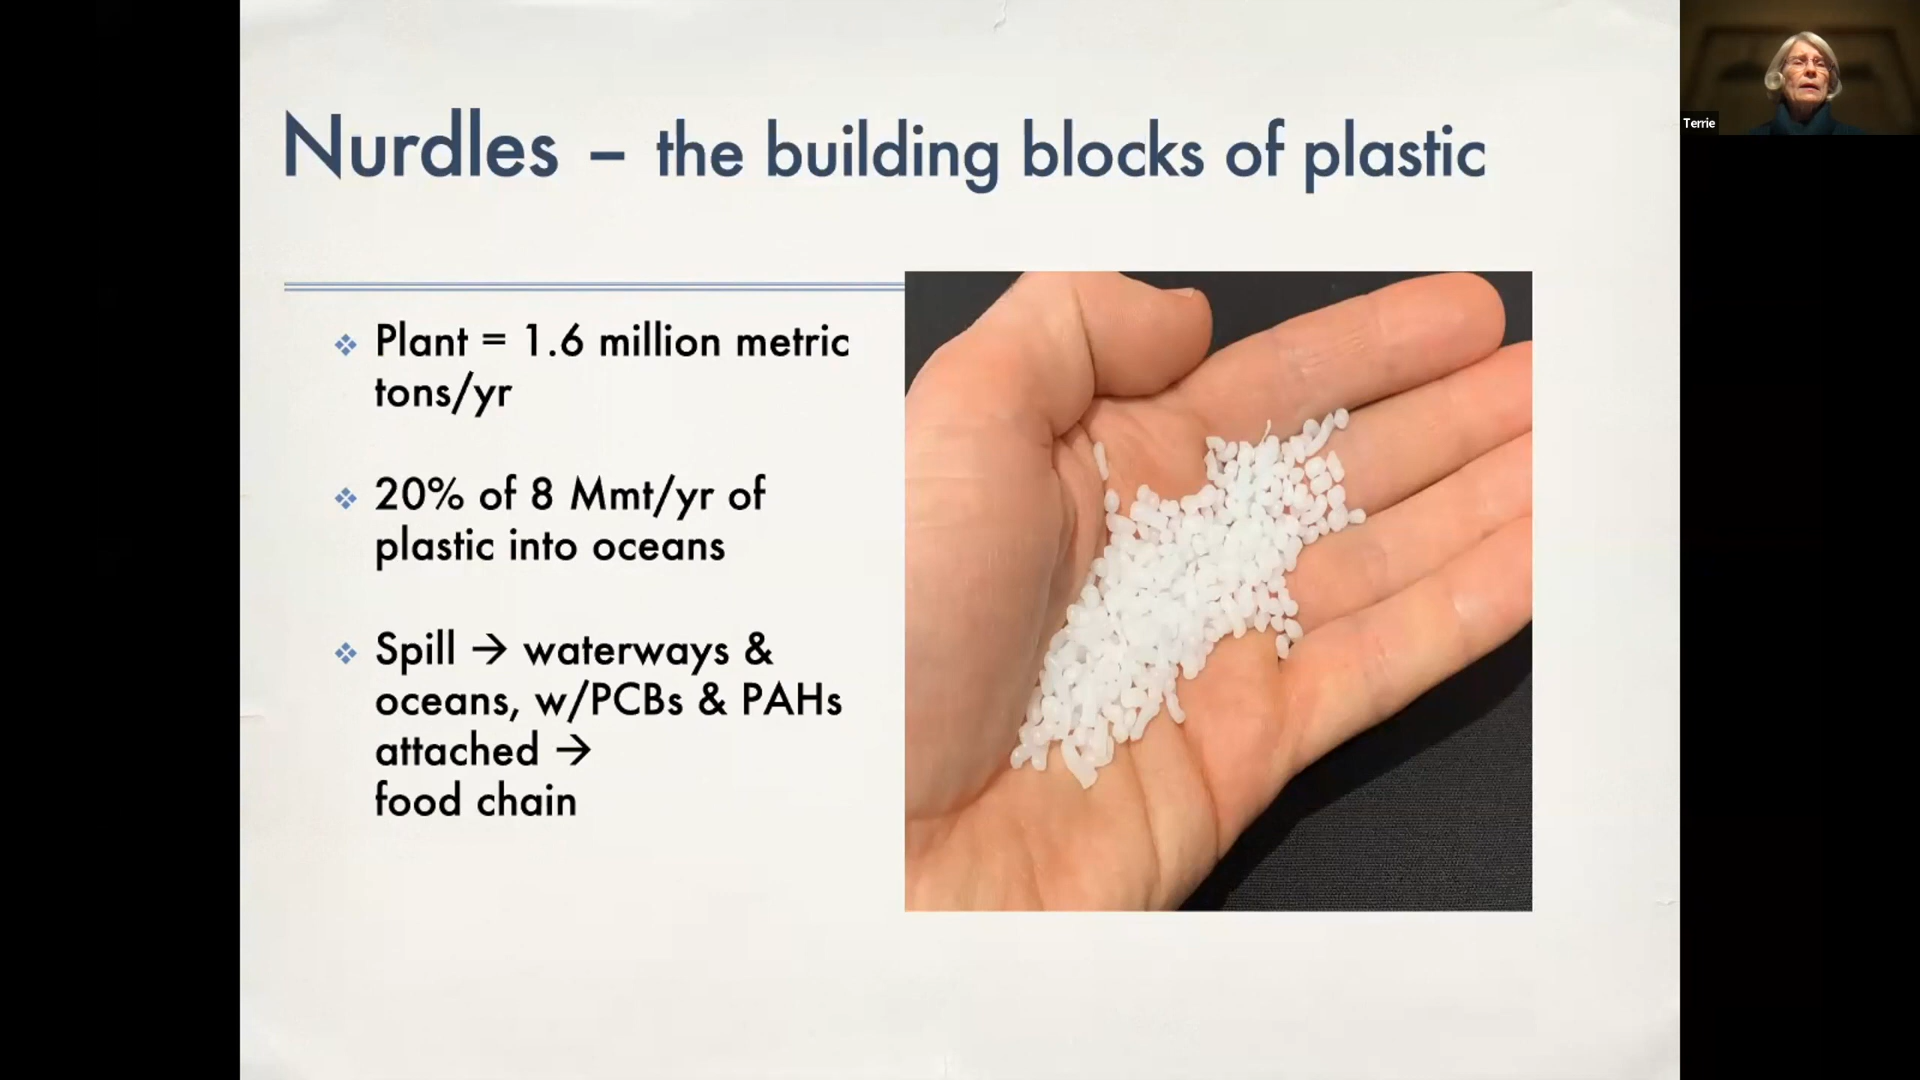 Nurdles – the building blocks of plastic
Plant = 1.6 million metric
tons/yr
20% of 8 Mmt/yr of
plastic into oceans
Spill → waterways &
oceans, w/PCBs & PAHs
attached →
food chain
Terrie